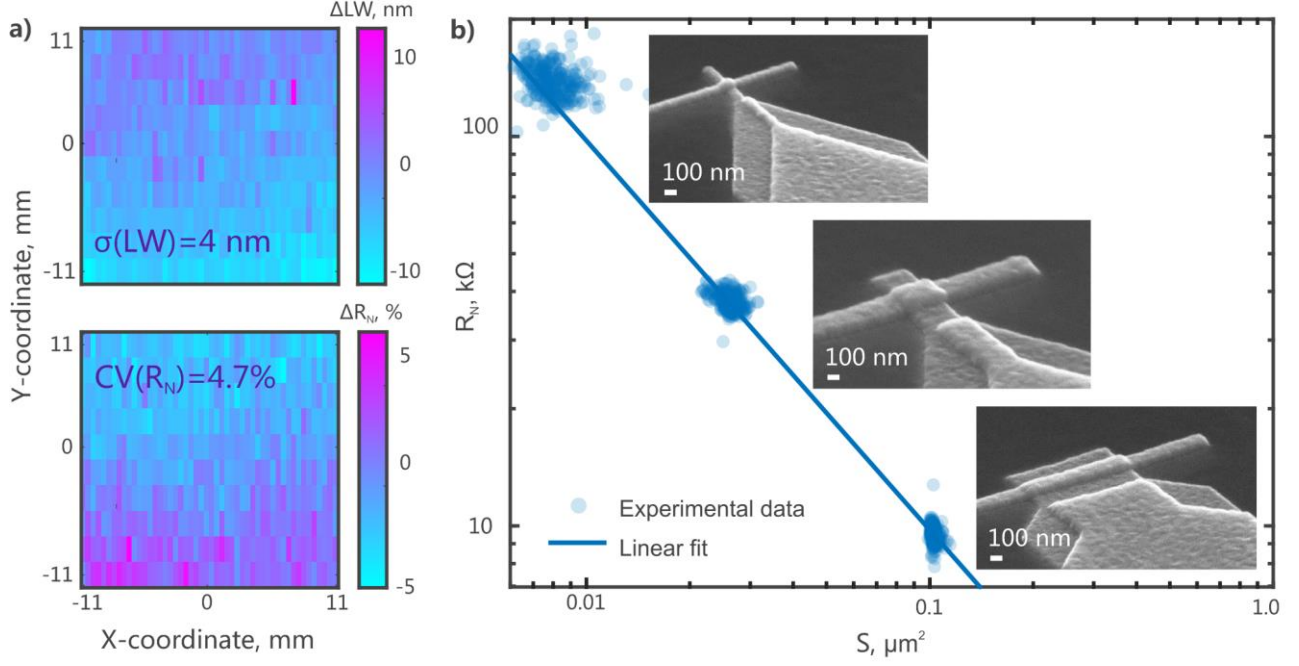 a)
ΔLW, nm
11
0
-11
10
0
-10
σ(LW)=4 nm
Y-coordinate, mm
ΔR_N, %
11
0
-11
5
0
-5
CV(R_N)=4.7%
-11 0 11
X-coordinate, mm
b)
100
10
R_N, kΩ
100 nm
100 nm
100 nm
Experimental data
Linear fit
0.01 0.1 1.0
S, μm²